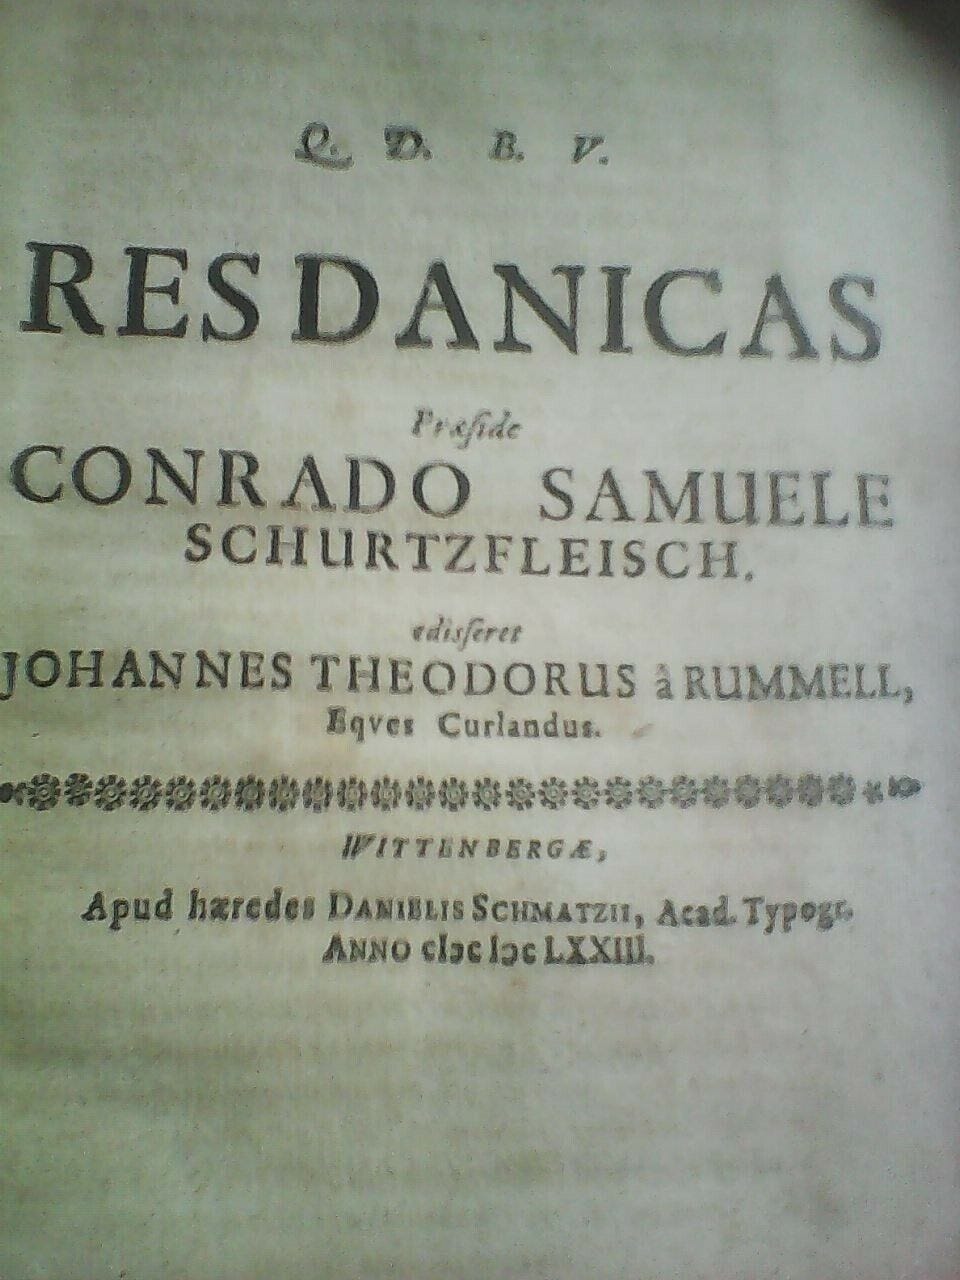 Q. D. B. V.
RES DANICAS
Præſide
CONRADO SAMUELE
SCHURTZFLEISCH.
ediſſeret
JOHANNES THEODORUS â RUMMELL,
Eqves Curlandus.
WITTENBERGÆ,
Apud hæredes DANIELIS SCHMATZII, Acad. Typogr.
ANNO cIↄc Iↄc LXXIII.